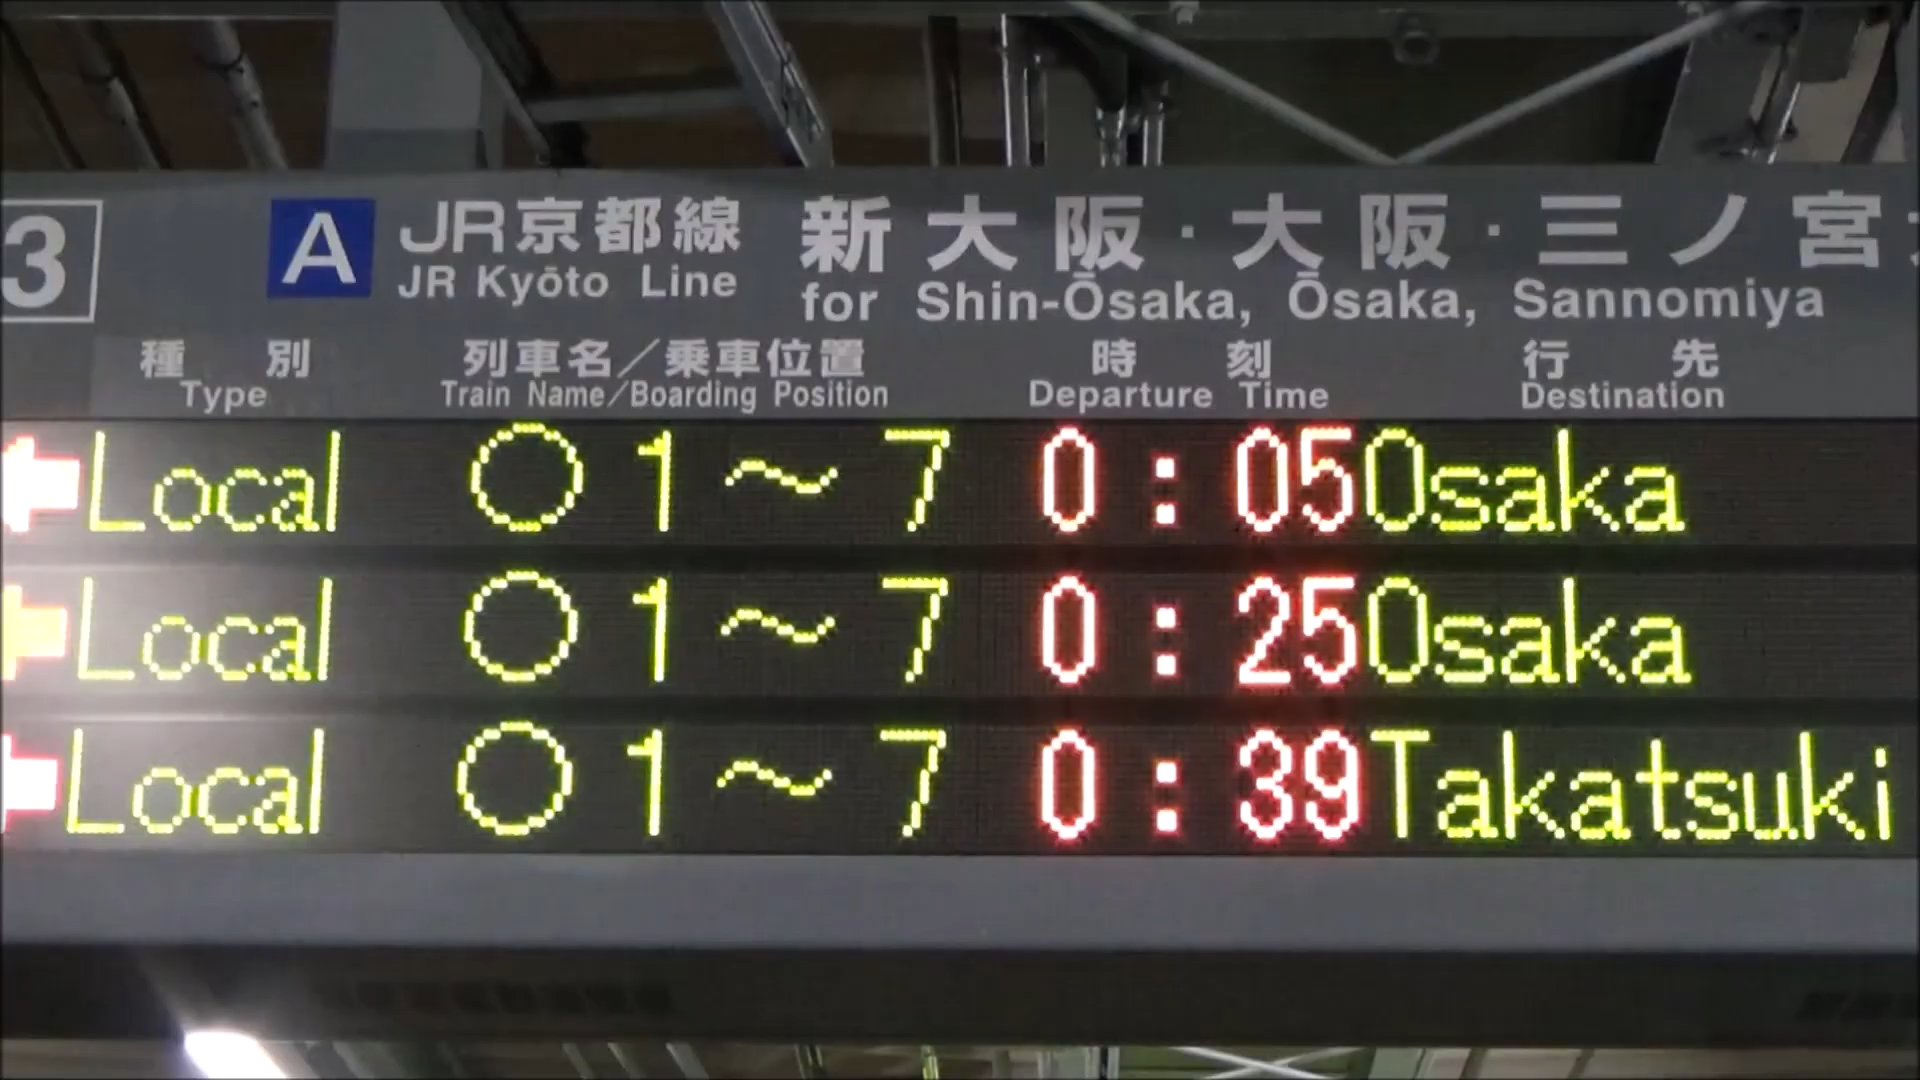 3 A JR京都線 新大阪・大阪・三ノ宮
JR Kyōto Line for Shin-Ōsaka, Ōsaka, Sannomiya
種別 列車名/乗車位置 時刻 行先
Type Train Name/Boarding Position Departure Time Destination
Local ○1~7 0:05 Osaka
Local ○1~7 0:25 Osaka
Local ○1~7 0:39 Takatsuki